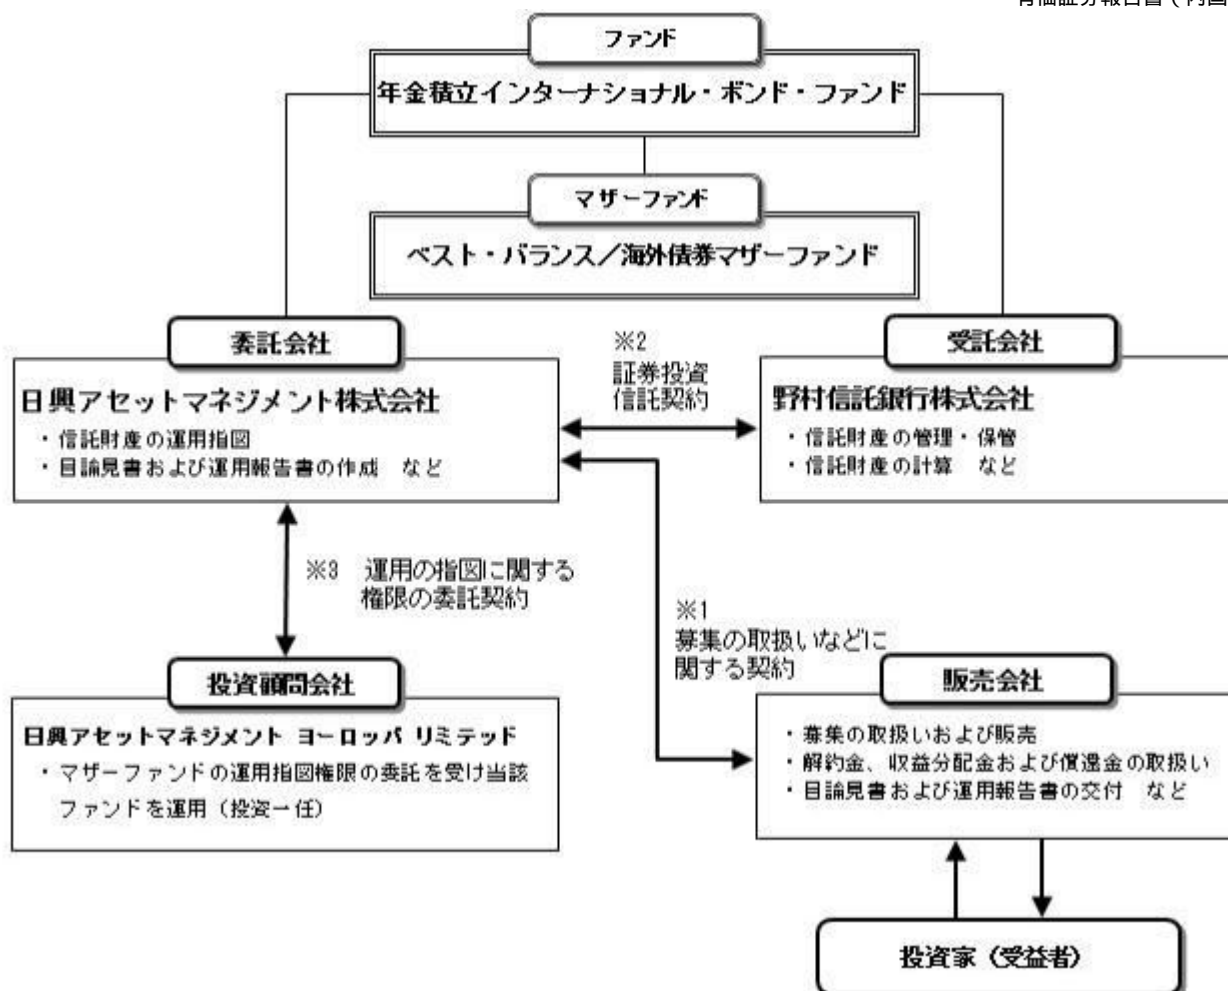 有価証券報告書（内国
ファンド
年金積立インターナショナル・ボンド・ファンド
マザーファンド
ベスト・バランス／海外債券マザーファンド
委託会社
日興アセットマネジメント株式会社
・信託財産の運用指図
・目論見書および運用報告書の作成　など
※2
証券投資
信託契約
受託会社
野村信託銀行株式会社
・信託財産の管理・保管
・信託財産の計算　など
※3　運用の指図に関する
権限の委託契約
※1
募集の取扱いなどに
関する契約
投資顧問会社
日興アセットマネジメント ヨーロッパ リミテッド
・マザーファンドの運用指図権限の委託を受け当該
ファンドを運用（投資一任）
販売会社
・募集の取扱いおよび販売
・解約金、収益分配金および償還金の取扱い
・目論見書および運用報告書の交付　など
投資家（受益者）